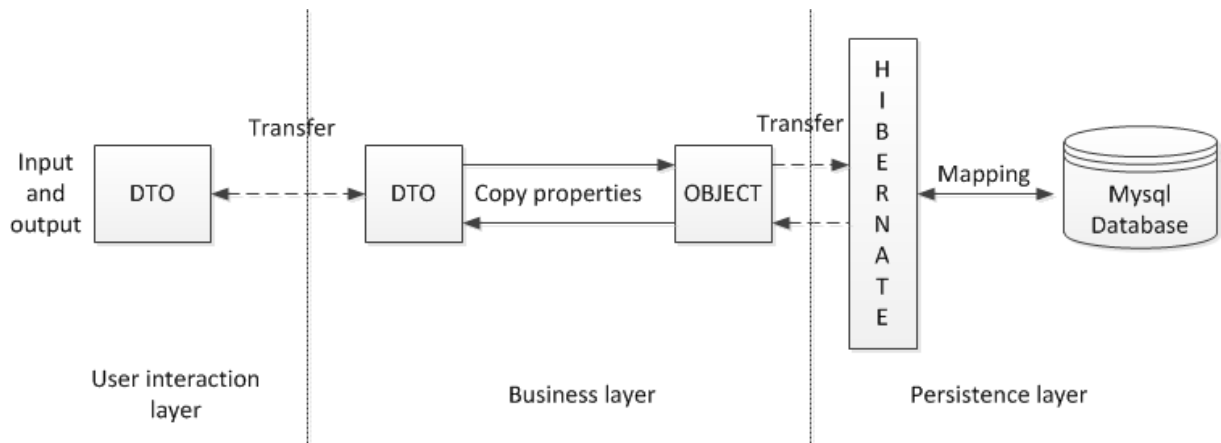 Input
and
output
DTO
Transfer
DTO
Copy properties
OBJECT
Transfer
H
I
B
E
R
N
A
T
E
Mapping
Mysql
Database
User interaction
layer
Business layer
Persistence layer